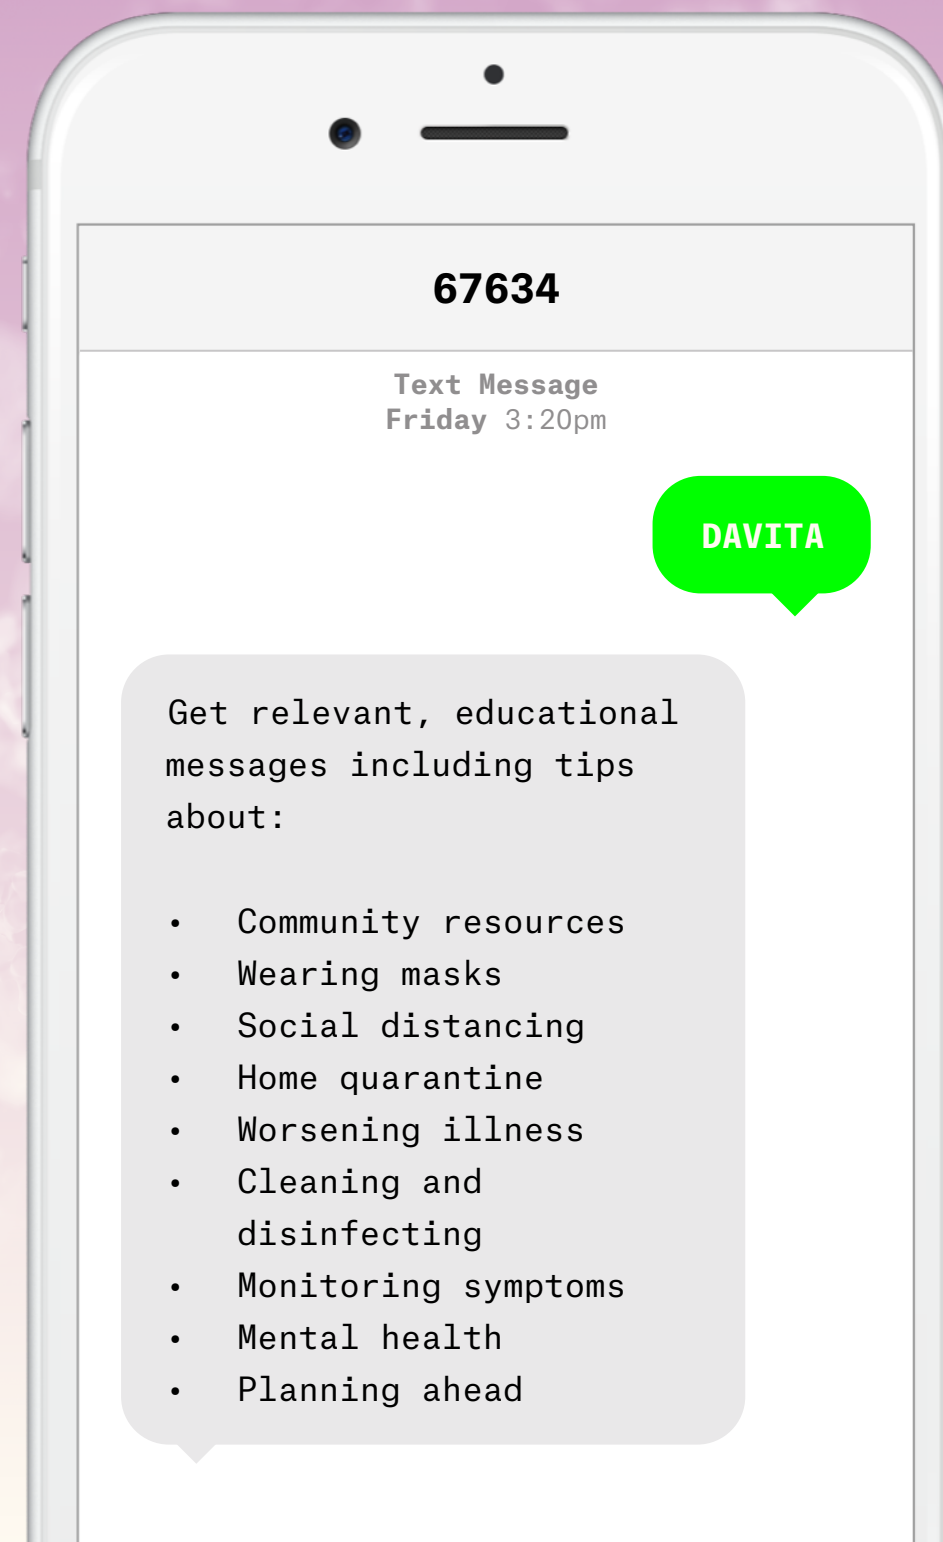 67634
Text Message
Friday 3:20pm
DAVITA
Get relevant, educational
messages including tips
about:
• Community resources
• Wearing masks
• Social distancing
• Home quarantine
• Worsening illness
• Cleaning and
disinfecting
• Monitoring symptoms
• Mental health
• Planning ahead